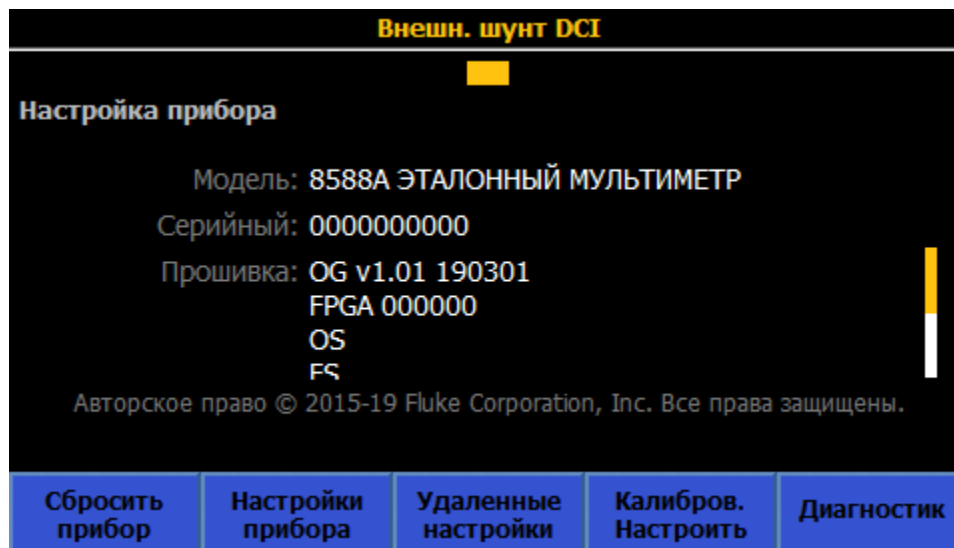 Внешн. шунт DCI
Настройка прибора
Модель: 8588A ЭТАЛОННЫЙ МУЛЬТИМЕТР
Серийный: 0000000000
Прошивка: OG v1.01 190301
FPGA 000000
OS
FS
Авторское право © 2015-19 Fluke Corporation, Inc. Все права защищены.
Сбросить
прибор
Настройки
прибора
Удаленные
настройки
Калибров.
Настроить
Диагностик